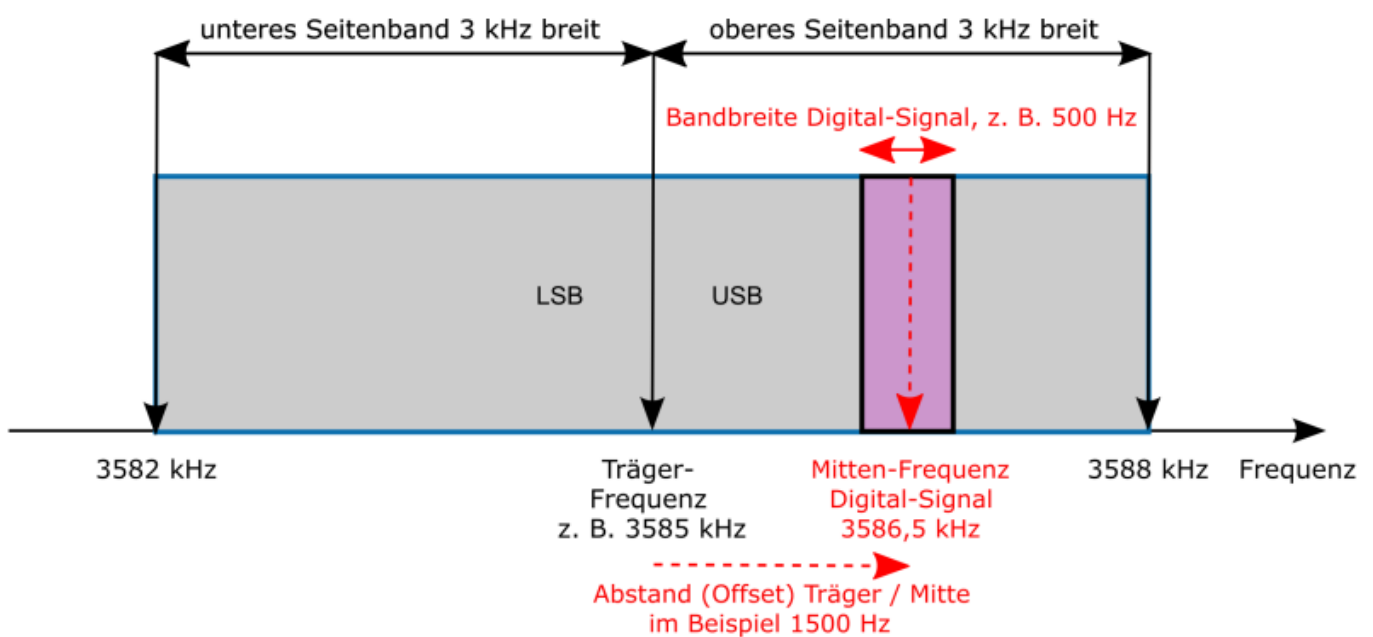 unteres Seitenband 3 kHz breit
oberes Seitenband 3 kHz breit
Bandbreite Digital-Signal, z. B. 500 Hz
LSB
USB
3582 kHz
Träger-
Frequenz
z. B. 3585 kHz
Mitten-Frequenz
Digital-Signal
3586,5 kHz
3588 kHz
Frequenz
Abstand (Offset) Träger / Mitte
im Beispiel 1500 Hz